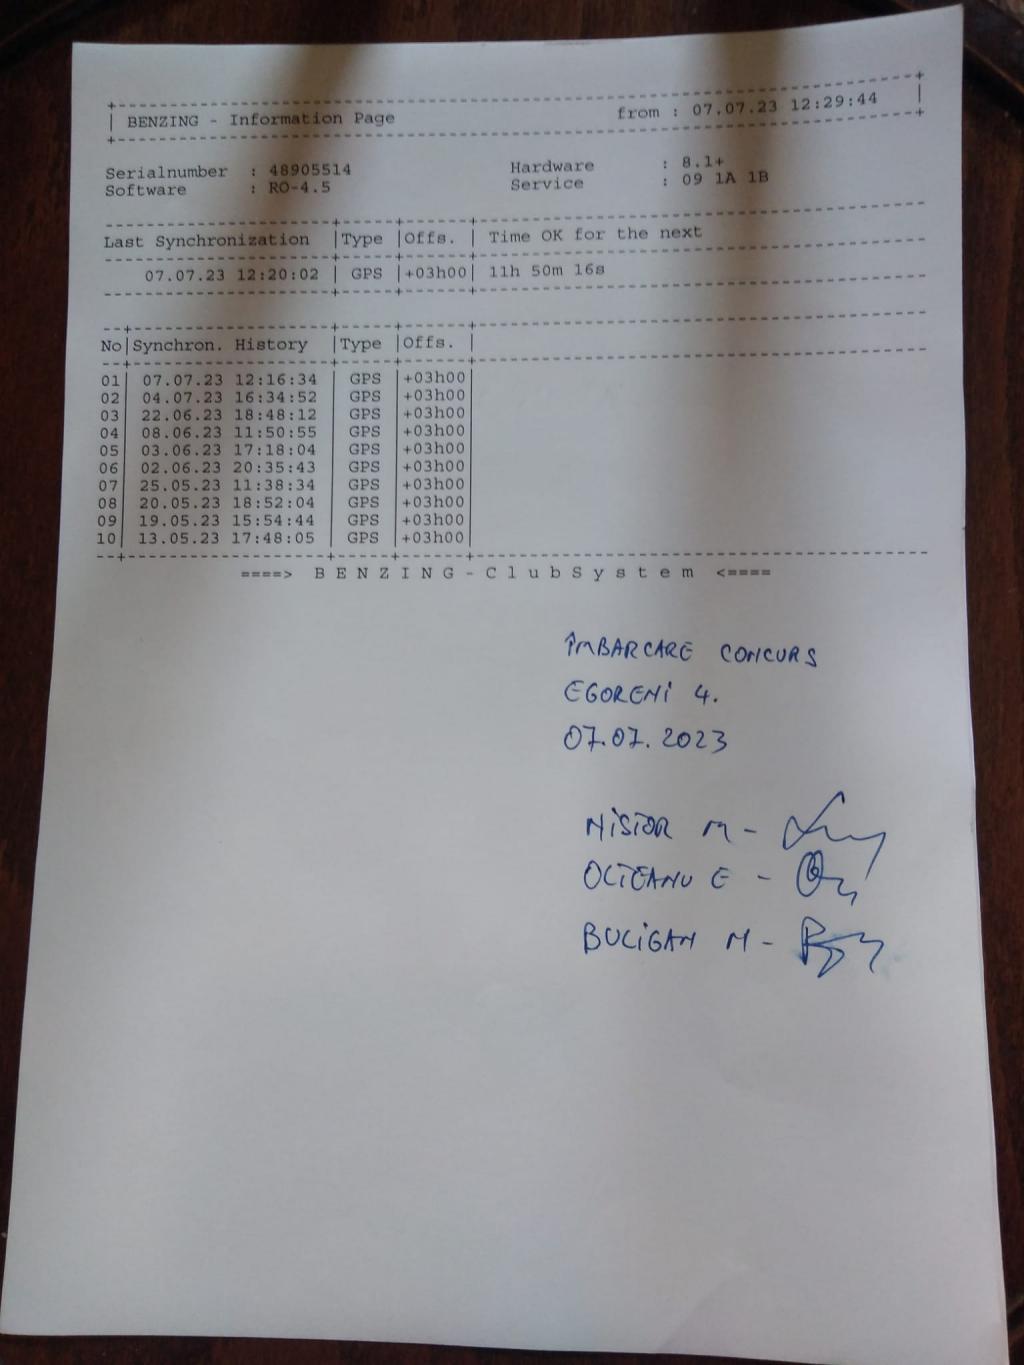 BENZING - Information Page from : 07.07.23 12:29:44
Serialnumber : 48905514 Hardware : 8.1+
Software : RO-4.5 Service : 09 1A 1B
Last Synchronization |Type |Offs. | Time OK for the next
07.07.23 12:20:02 | GPS |+03h00| 11h 50m 16s
No|Synchron. History |Type |Offs. |
01| 07.07.23 12:16:34 | GPS |+03h00|
02| 04.07.23 16:34:52 | GPS |+03h00|
03| 22.06.23 18:48:12 | GPS |+03h00|
04| 08.06.23 11:50:55 | GPS |+03h00|
05| 03.06.23 17:18:04 | GPS |+03h00|
06| 02.06.23 20:35:43 | GPS |+03h00|
07| 25.05.23 11:38:34 | GPS |+03h00|
08| 20.05.23 18:52:04 | GPS |+03h00|
09| 19.05.23 15:54:44 | GPS |+03h00|
10| 13.05.23 17:48:05 | GPS |+03h00|
====> B E N Z I N G - C l u b S y s t e m <====
ÎMBARCARE CONCURS
EGORENI 4.
07.07.2023
NISTOR M -
OLTEANU E -
BULIGAN M -